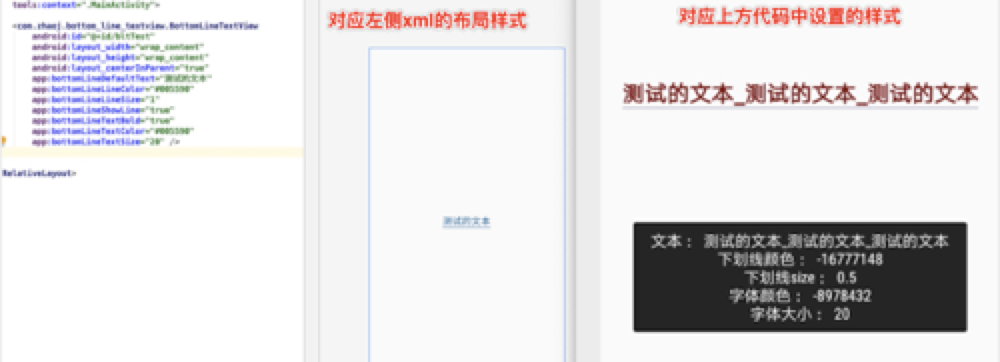 tools:context=".MainActivity">
<com.zhaoj.bottom_line_textview.BottomLineTextView
android:id="@+id/bltTest"
android:layout_width="wrap_content"
android:layout_height="wrap_content"
android:layout_centerInParent="true"
app:bottomLineDefaultText="测试的文本"
app:bottomLineLineColor="#005590"
app:bottomLineLineSize="1"
app:bottomLineShowLine="true"
app:bottomLineTextBold="true"
app:bottomLineTextColor="#005590"
app:bottomLineTextSize="20" />
RelativeLayout>
对应左侧xml的布局样式
测试的文本
对应上方代码中设置的样式
测试的文本_测试的文本_测试的文本
文本： 测试的文本_测试的文本_测试的文本
下划线颜色： -16777148
下划线size： 0.5
字体颜色： -8978432
字体大小： 20